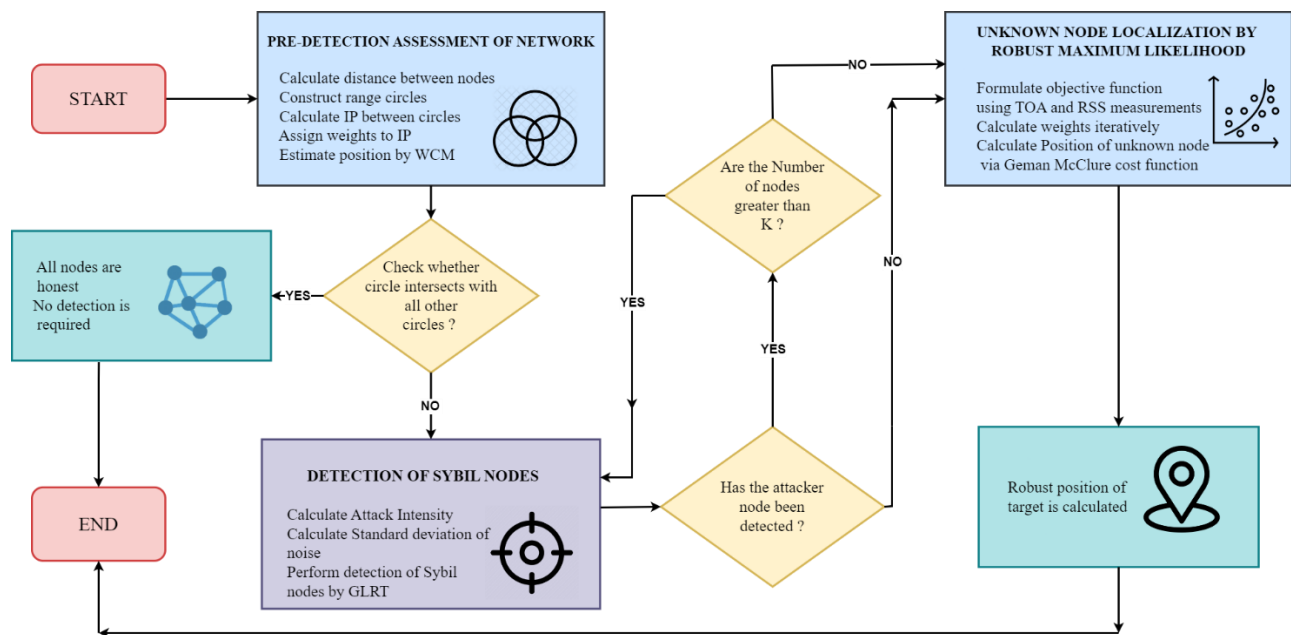 START
PRE-DETECTION ASSESSMENT OF NETWORK
Calculate distance between nodes
Construct range circles
Calculate IP between circles
Assign weights to IP
Estimate position by WCM
Check whether
circle intersects with
all other
circles ?
YES
All nodes are
honest
No detection is
required
END
NO
DETECTION OF SYBIL NODES
Calculate Attack Intensity
Calculate Standard deviation of
noise
Perform detection of Sybil
nodes by GLRT
Has the attacker
node been
detected ?
YES
NO
Are the Number
of nodes
greater than
K ?
YES
NO
UNKNOWN NODE LOCALIZATION BY
ROBUST MAXIMUM LIKELIHOOD
Formulate objective function
using TOA and RSS measurements
Calculate weights iteratively
Calculate Position of unknown node
via Geman McClure cost function
Robust position of
target is calculated